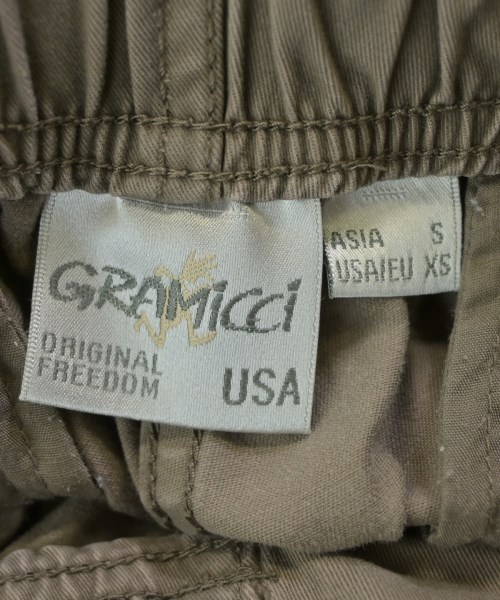 GRAMiCCi
ORIGINAL
FREEDOM
USA
ASIA S
USA/EU XS